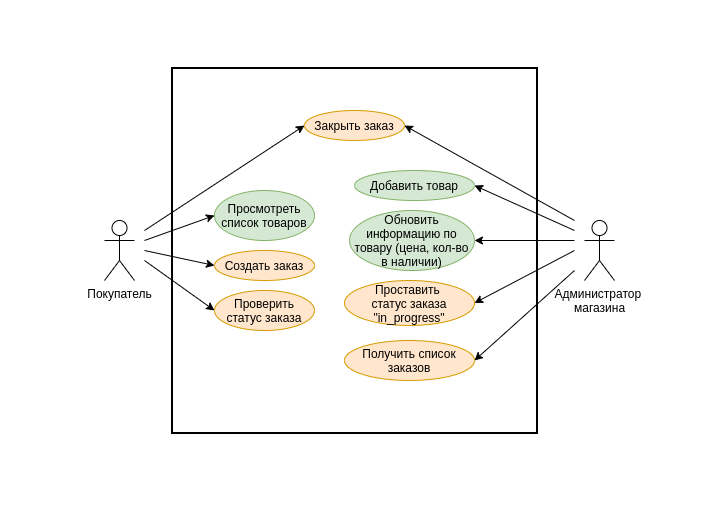 Закрыть заказ
Добавить товар
Просмотреть
список товаров
Обновить
информацию по
товару (цена, кол-во
в наличии)
Создать заказ
Проверить
статус заказа
Проставить
статус заказа
"in_progress"
Получить список
заказов
Покупатель
Администратор
магазина